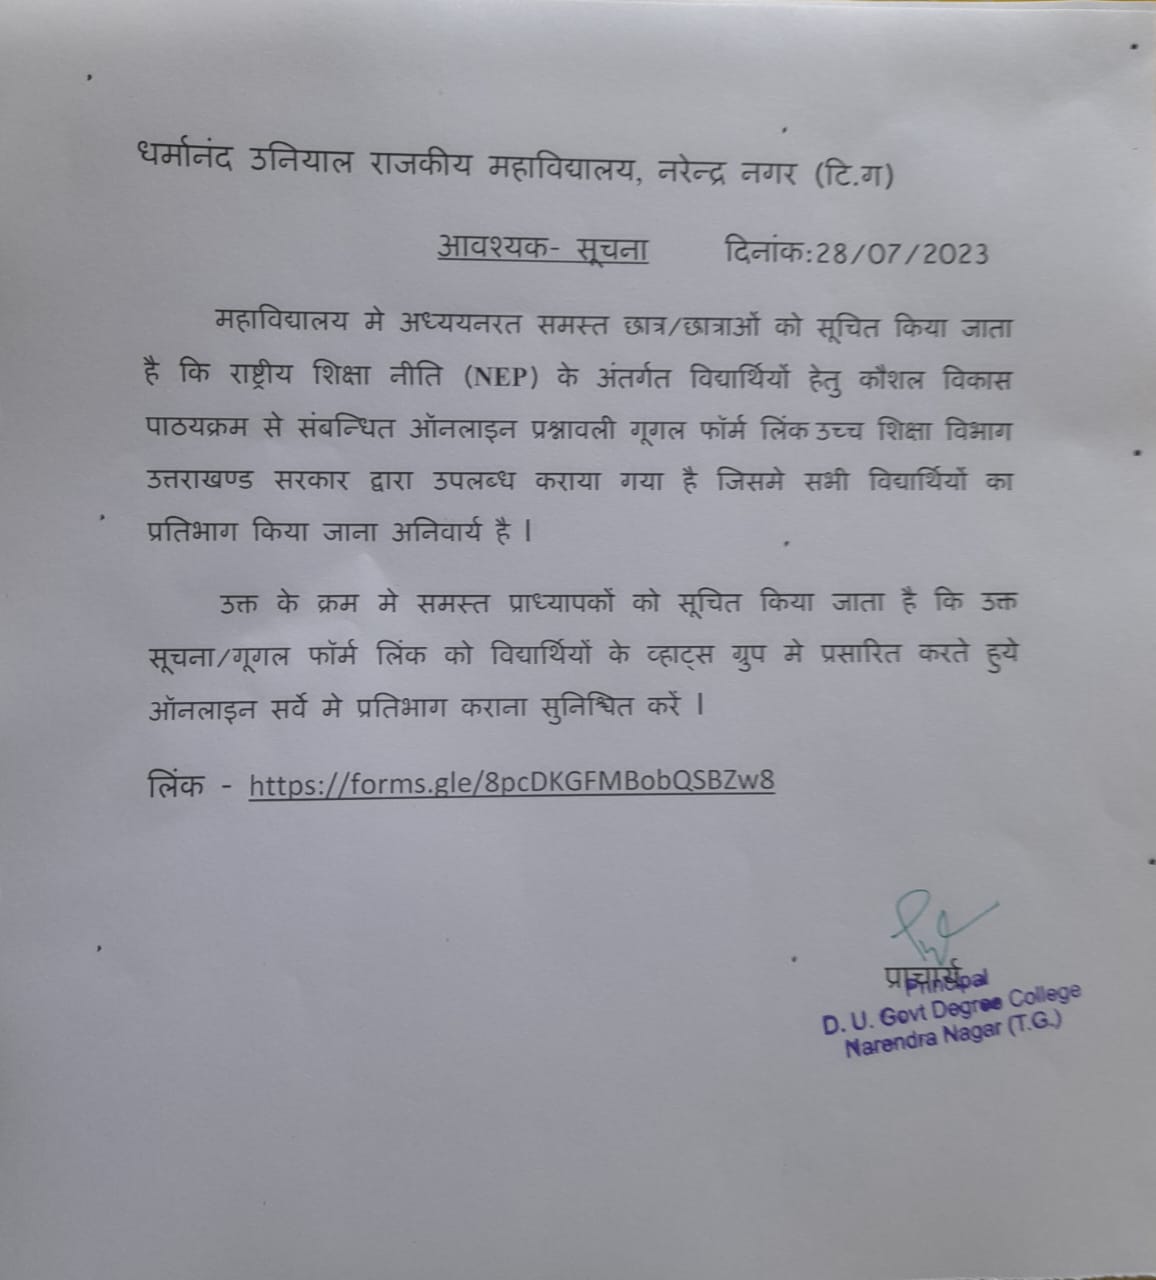 धर्मानंद उनियाल राजकीय महाविद्यालय, नरेन्द्र नगर (टि.ग)
आवश्यक- सूचना दिनांक:28/07/2023
महाविद्यालय मे अध्ययनरत समस्त छात्र/छात्राओं को सूचित किया जाता
है कि राष्ट्रीय शिक्षा नीति (NEP) के अंतर्गत विद्यार्थियों हेतु कौशल विकास
पाठयक्रम से संबन्धित ऑनलाइन प्रश्नावली गूगल फॉर्म लिंक उच्च शिक्षा विभाग
उत्तराखण्ड सरकार द्वारा उपलब्ध कराया गया है जिसमे सभी विद्यार्थियों का
प्रतिभाग किया जाना अनिवार्य है |
उक्त के क्रम मे समस्त प्राध्यापकों को सूचित किया जाता है कि उक्त
सूचना/गूगल फॉर्म लिंक को विद्यार्थियों के व्हाट्स ग्रुप मे प्रसारित करते हुये
ऑनलाइन सर्वे मे प्रतिभाग कराना सुनिश्चित करें |
लिंक - https://forms.gle/8pcDKGFMBobQSBZw8
प्राचार्य
Principal
D. U. Govt Degree College
Narendra Nagar (T.G.)